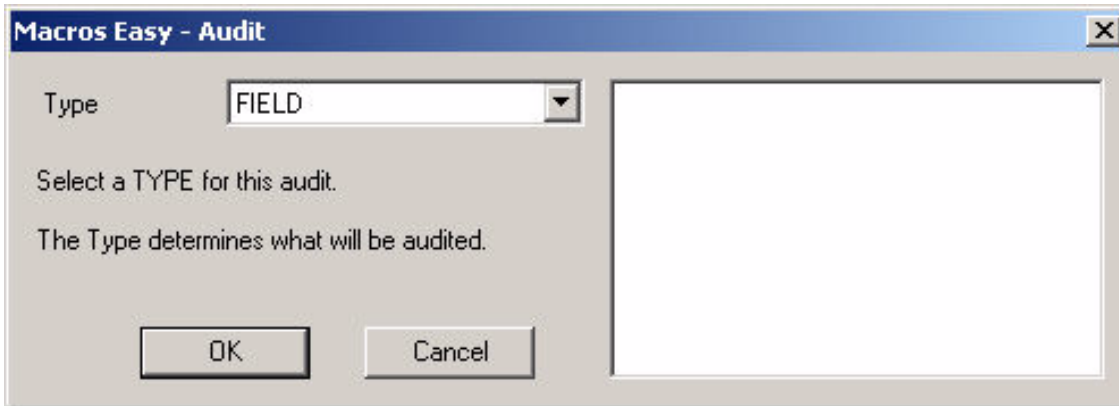 Macros Easy - Audit
Type
FIELD
Select a TYPE for this audit.
The Type determines what will be audited.
OK
Cancel